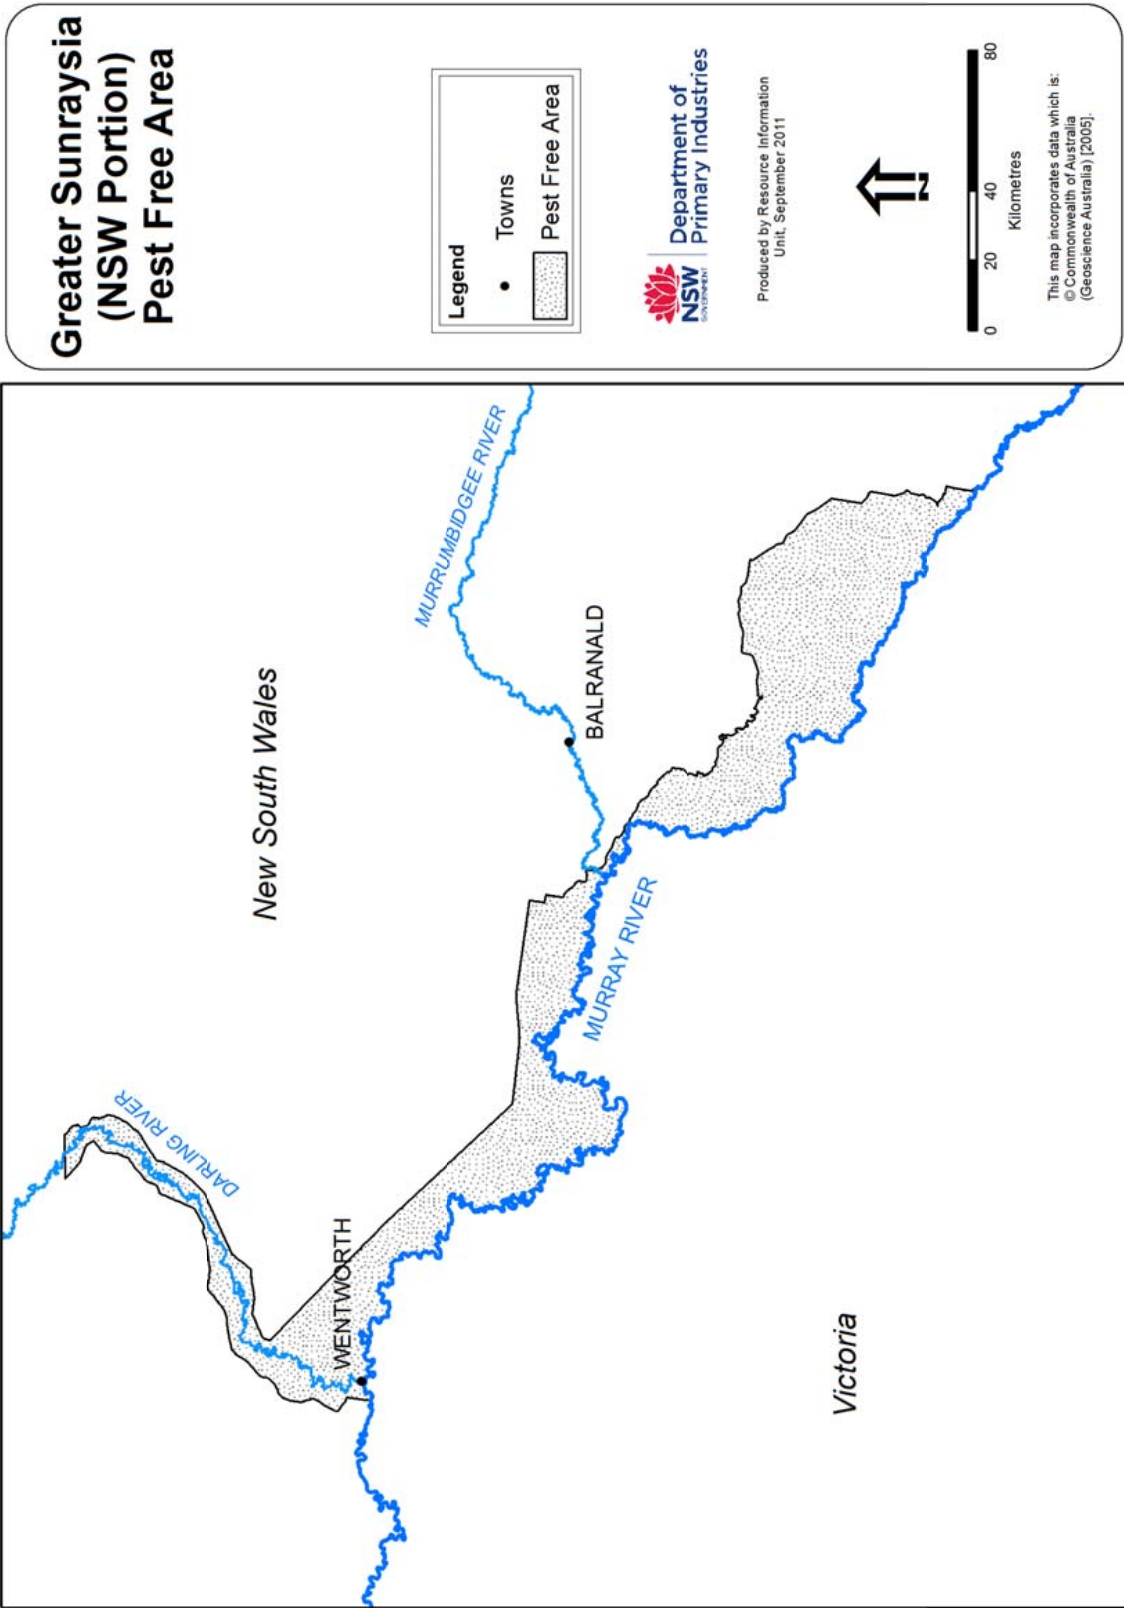 Greater Sunraysia
(NSW Portion)
Pest Free Area
Legend
Towns
Pest Free Area
NSW
GOVERNMENT
Department of
Primary Industries
Produced by Resource Information
Unit, September 2011
N
0 20 40 80
Kilometres
This map incorporates data which is:
© Commonwealth of Australia
(Geoscience Australia) [2005].
New South Wales
DARLING RIVER
MURRUMBIDGEE RIVER
WENTWORTH
BALRANALD
MURRAY RIVER
Victoria